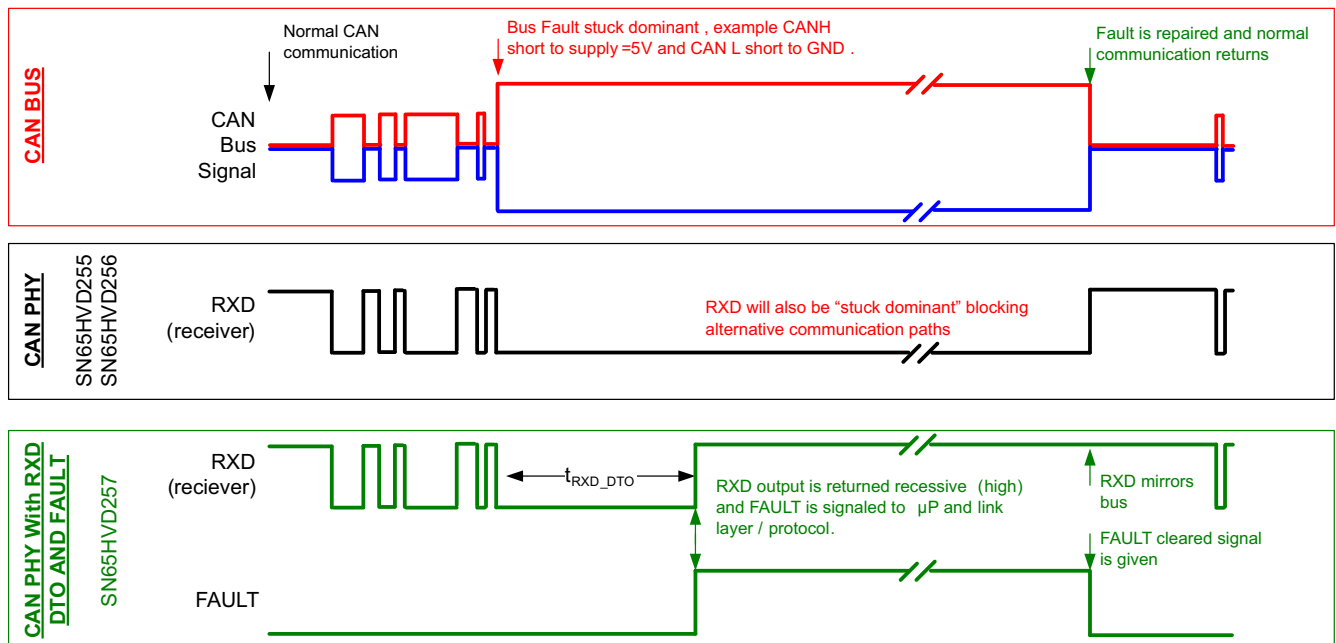 CAN BUS
Normal CAN
communication
Bus Fault stuck dominant , example CANH
short to supply =5V and CAN L short to GND .
Fault is repaired and normal
communication returns
CAN
Bus
Signal
CAN PHY
SN65HVD255
SN65HVD256
RXD
(receiver)
RXD will also be “stuck dominant” blocking
alternative communication paths
CAN PHY With RXD
DTO AND FAULT
SN65HVD257
RXD
(reciever)
tRXD_DTO
RXD output is returned recessive (high)
and FAULT is signaled to µP and link
layer / protocol.
RXD mirrors
bus
FAULT cleared signal
is given
FAULT